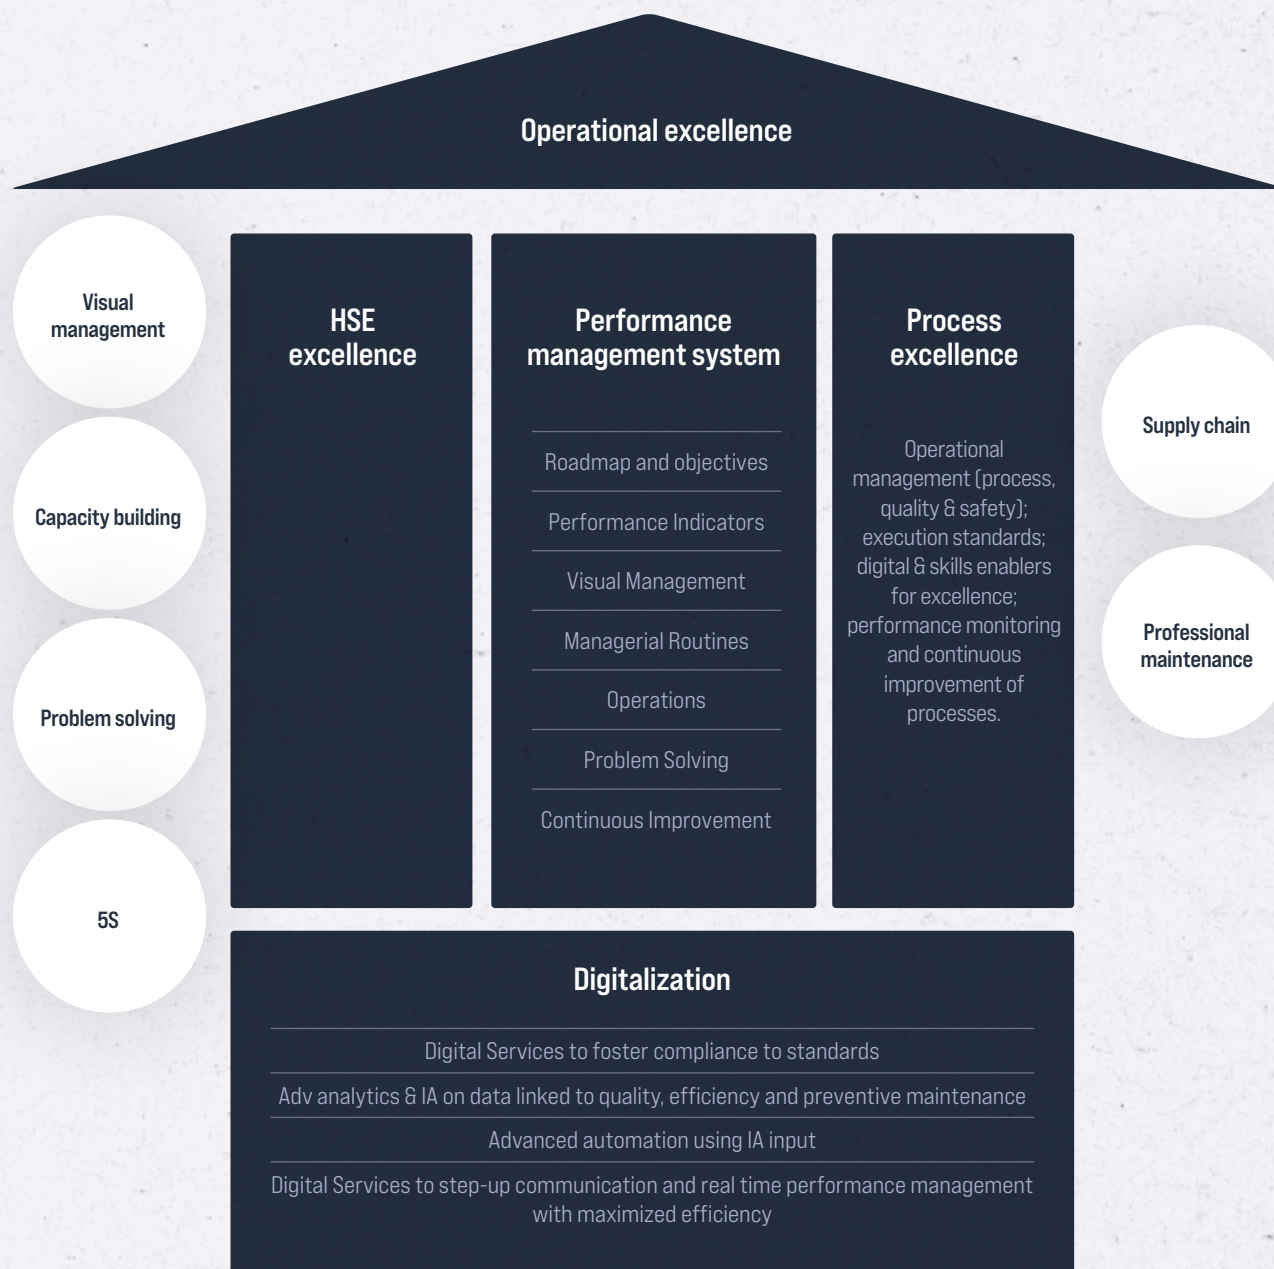 Operational excellence
Visual
management
Capacity building
Problem solving
5S
HSE
excellence
Performance
management system
Roadmap and objectives
Performance Indicators
Visual Management
Managerial Routines
Operations
Problem Solving
Continuous Improvement
Process
excellence
Operational
management (process,
quality & safety);
execution standards;
digital & skills enablers
for excellence;
performance monitoring
and continuous
improvement of
processes.
Supply chain
Professional
maintenance
Digitalization
Digital Services to foster compliance to standards
Adv analytics & IA on data linked to quality, efficiency and preventive maintenance
Advanced automation using IA input
Digital Services to step-up communication and real time performance management
with maximized efficiency